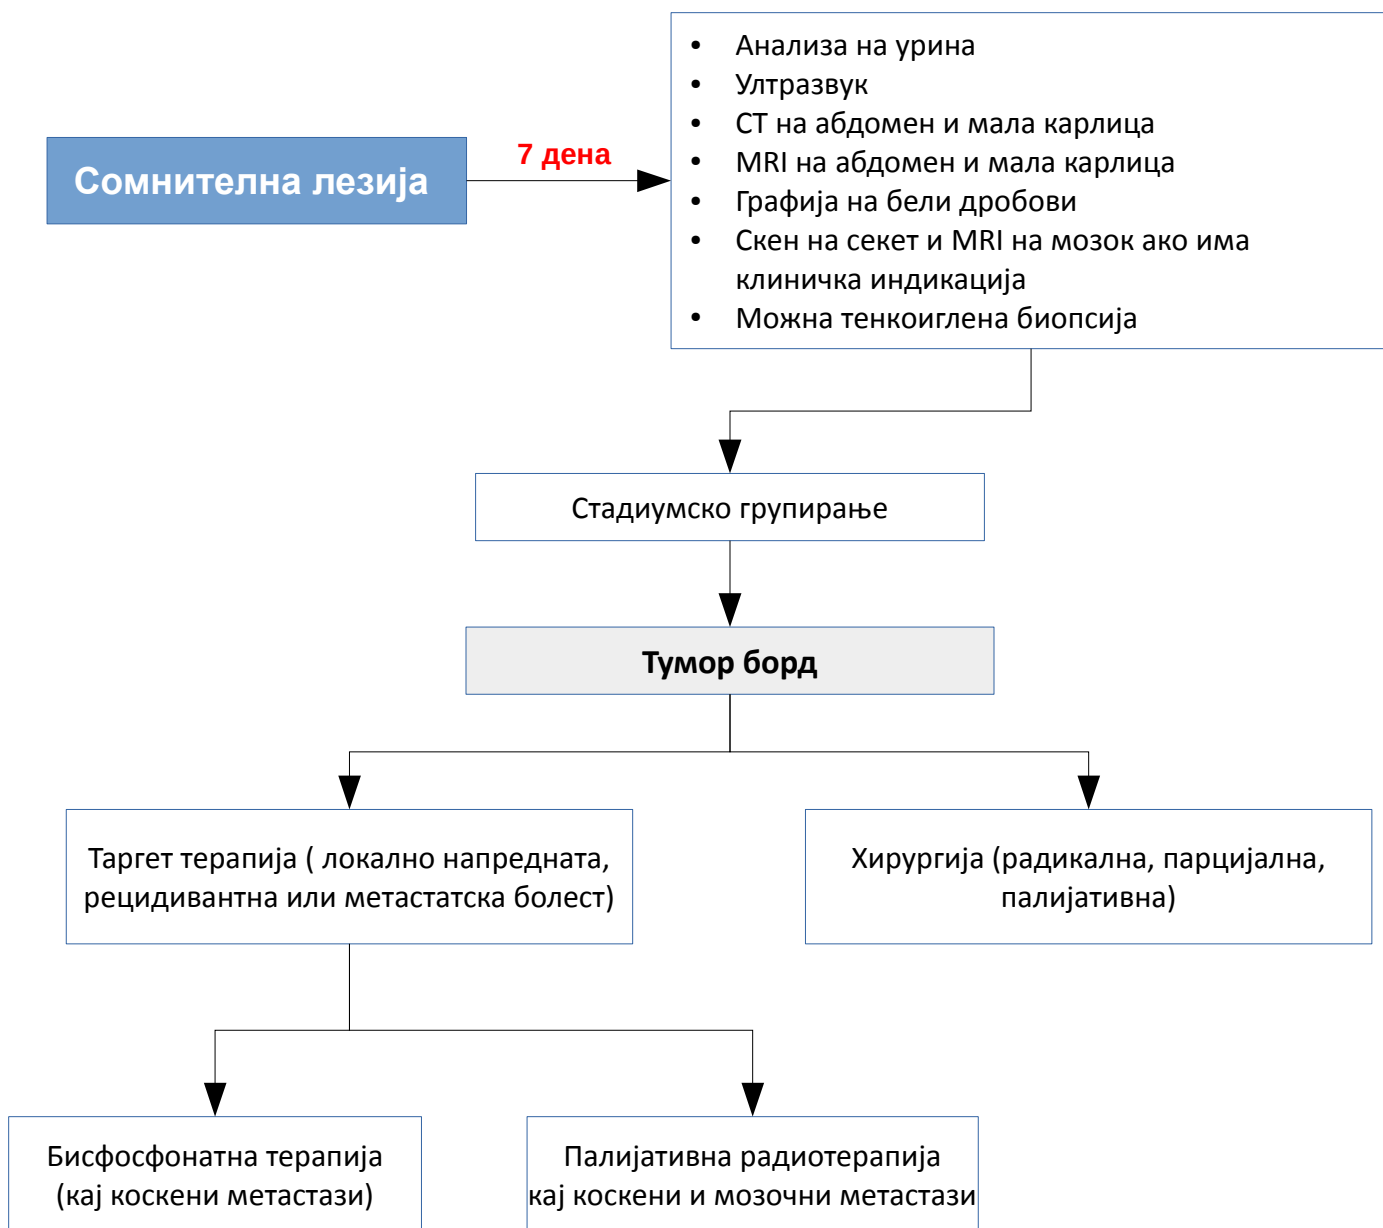 Сомнителна лезија
7 дена
• Анализа на урина
• Ултразвук
• СТ на абдомен и мала карлица
• MRI на абдомен и мала карлица
• Графија на бели дробови
• Скен на секет и MRI на мозок ако има
клиничка индикација
• Можна тенкоиглена биопсија
Стадиумско групирање
Тумор борд
Таргет терапија ( локално напредната,
рецидивантна или метастатска болест)
Хирургија (радикална, парцијална,
палијативна)
Бисфосфонатна терапија
(кај коскени метастази)
Палијативна радиотерапија
кај коскени и мозочни метастази